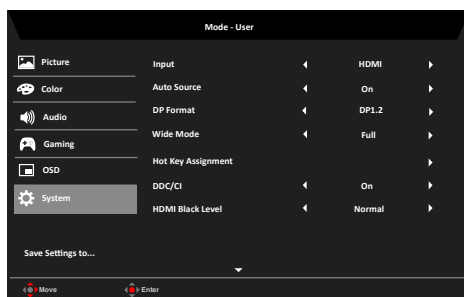 Mode - User
Picture
Color
Audio
Gaming
OSD
System
Input HDMI
Auto Source On
DP Format DP1.2
Wide Mode Full
Hot Key Assignment
DDC/CI On
HDMI Black Level Normal
Save Settings to...
Move Enter